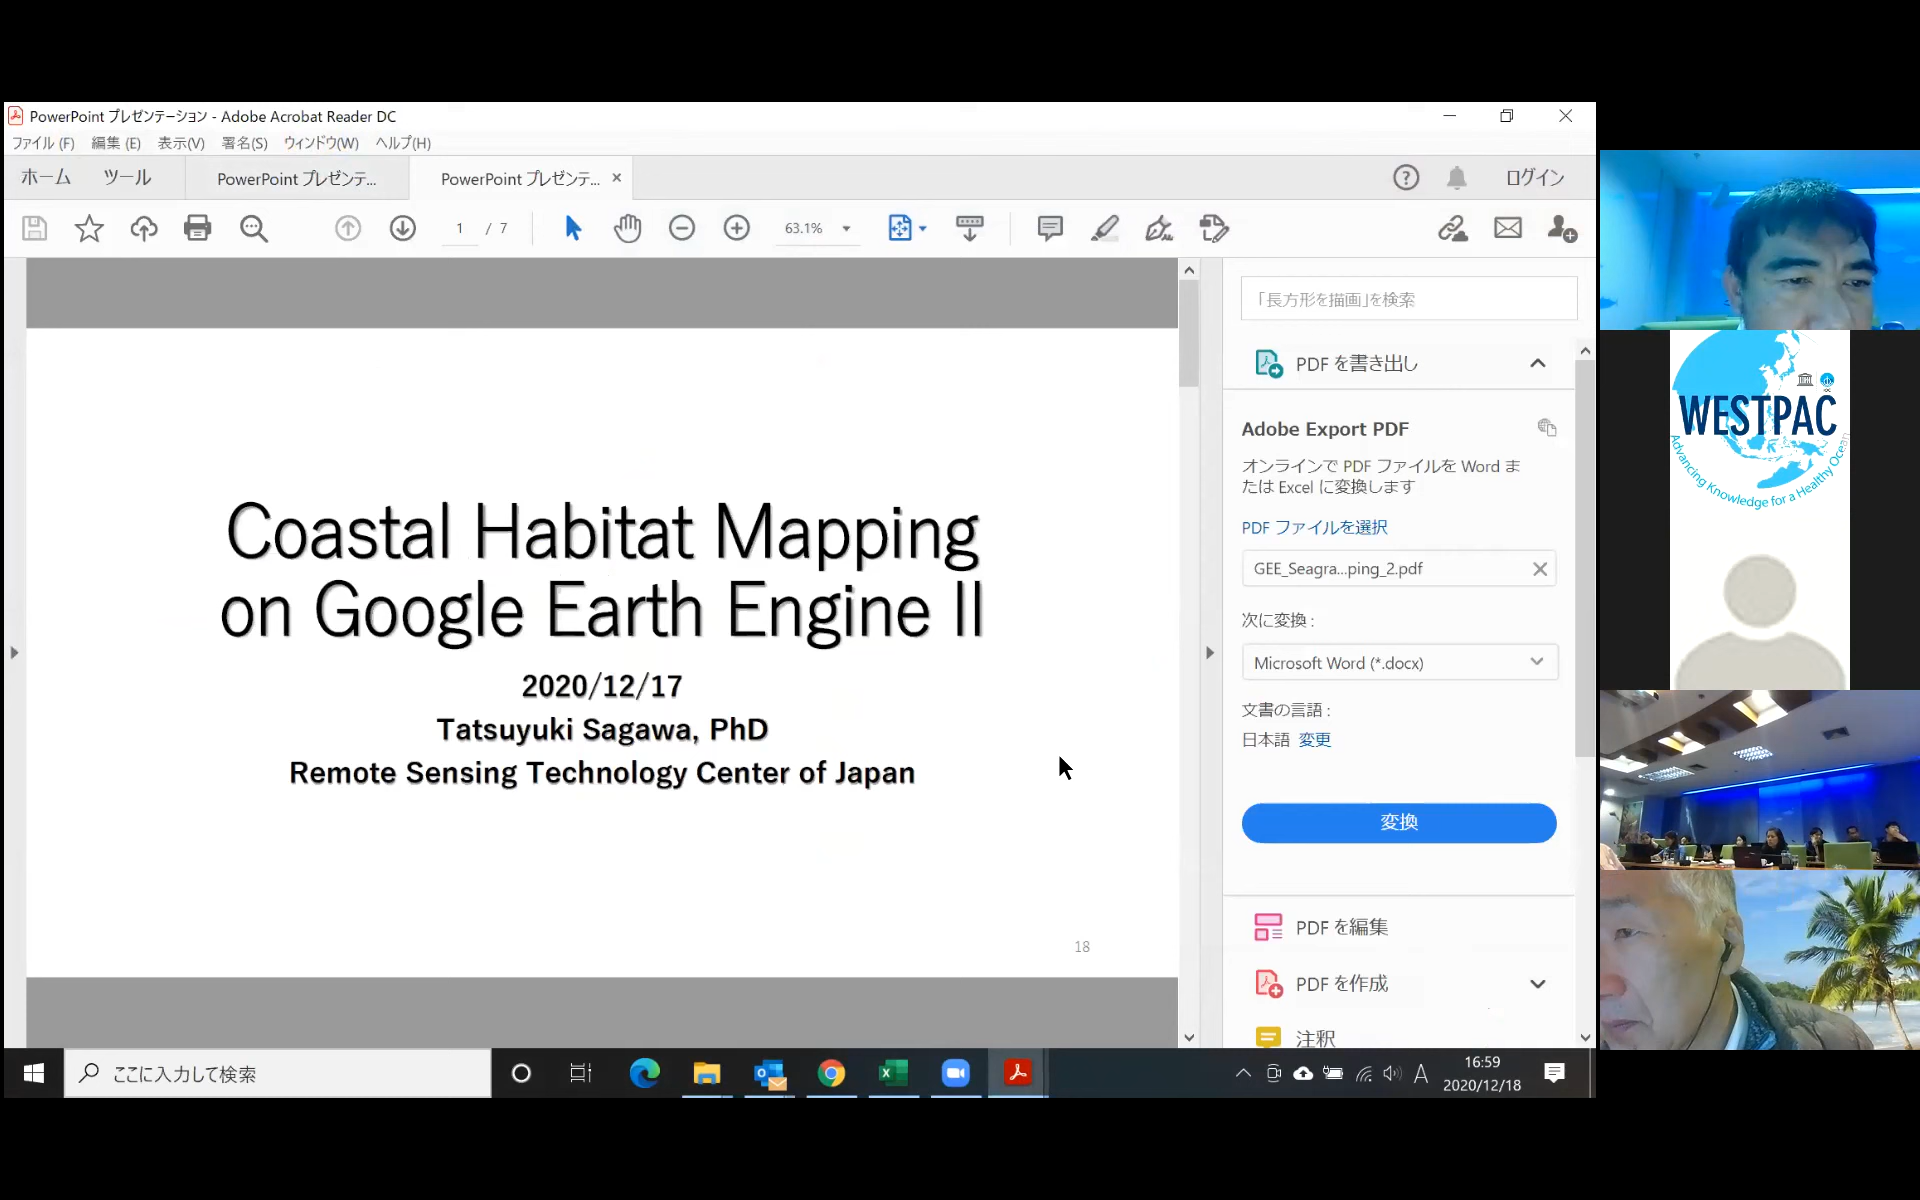 PowerPoint プレゼンテーション - Adobe Acrobat Reader DC
ファイル (F) 編集 (E) 表示(V) 署名(S) ウィンドウ(W) ヘルプ(H)
ホーム ツール PowerPoint プレゼンテ... PowerPoint プレゼンテ... × ログイン
1 / 7 63.1%
「長方形を描画」を検索
PDF を書き出し
Adobe Export PDF
オンラインで PDF ファイルを Word ま
たは Excel に変換します
PDF ファイルを選択
GEE_Seagra...ping_2.pdf
次に変換 :
Microsoft Word (*.docx)
文書の言語 :
日本語 変更
変換
PDF を編集
PDF を作成
注釈
Coastal Habitat Mapping
on Google Earth Engine II
2020/12/17
Tatsuyuki Sagawa, PhD
Remote Sensing Technology Center of Japan
18
ここに入力して検索
A
16:59
2020/12/18
WESTPAC
Advancing Knowledge for a Healthy Ocean